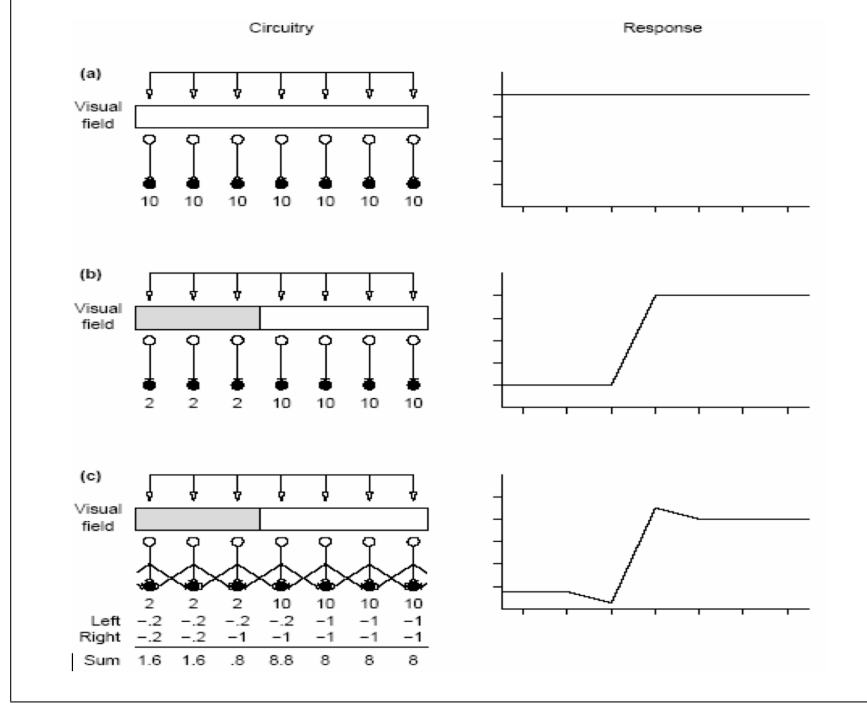 Circuitry Response
(a)
Visual
field
10 10 10 10 10 10 10
(b)
Visual
field
2 2 2 10 10 10 10
(c)
Visual
field
2 2 2 10 10 10 10
Left −.2 −.2 −.2 −.2 −1 −1 −1
Right −.2 −.2 −1 −1 −1 −1 −1
Sum 1.6 1.6 .8 8.8 8 8 8